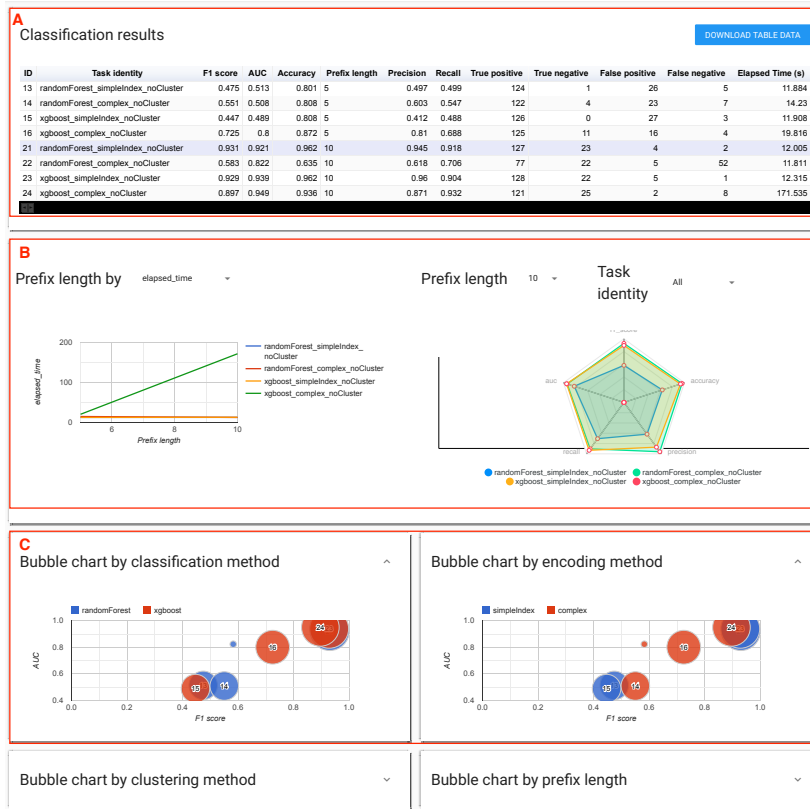 A
Classification results
DOWNLOAD TABLE DATA
ID Task identity F1 score AUC Accuracy Prefix length Precision Recall True positive True negative False positive False negative Elapsed Time (s)
13 randomForest_simpleIndex_noCluster 0.475 0.513 0.801 5 0.497 0.499 124 1 26 5 11.884
14 randomForest_complex_noCluster 0.551 0.508 0.808 5 0.603 0.547 122 4 23 7 14.23
15 xgboost_simpleIndex_noCluster 0.447 0.489 0.808 5 0.412 0.488 126 0 27 3 11.908
16 xgboost_complex_noCluster 0.725 0.8 0.872 5 0.81 0.688 125 11 16 4 19.816
21 randomForest_simpleIndex_noCluster 0.931 0.921 0.962 10 0.945 0.918 127 23 4 2 12.005
22 randomForest_complex_noCluster 0.583 0.822 0.635 10 0.618 0.706 77 22 5 52 11.811
23 xgboost_simpleIndex_noCluster 0.929 0.939 0.962 10 0.96 0.904 128 22 5 1 12.315
24 xgboost_complex_noCluster 0.897 0.949 0.936 10 0.871 0.932 121 25 2 8 171.535
B
Prefix length by elapsed_time
Prefix length 10 Task
identity All
200
100
0
elapsed_time
6 8 10
Prefix length
randomForest_simpleIndex_
noCluster
randomForest_complex_noCluster
xgboost_simpleIndex_noCluster
xgboost_complex_noCluster
auc
accuracy
recall
precision
randomForest_simpleIndex_noCluster randomForest_complex_noCluster
xgboost_simpleIndex_noCluster xgboost_complex_noCluster
C
Bubble chart by classification method
randomForest xgboost
1.0
0.8
0.6
0.4
AUC
24
16
15
14
0.0 0.2 0.4 0.6 0.8 1.0
F1 score
Bubble chart by encoding method
simpleIndex complex
1.0
0.8
0.6
0.4
AUC
24
16
15
14
0.0 0.2 0.4 0.6 0.8 1.0
F1 score
Bubble chart by clustering method
Bubble chart by prefix length